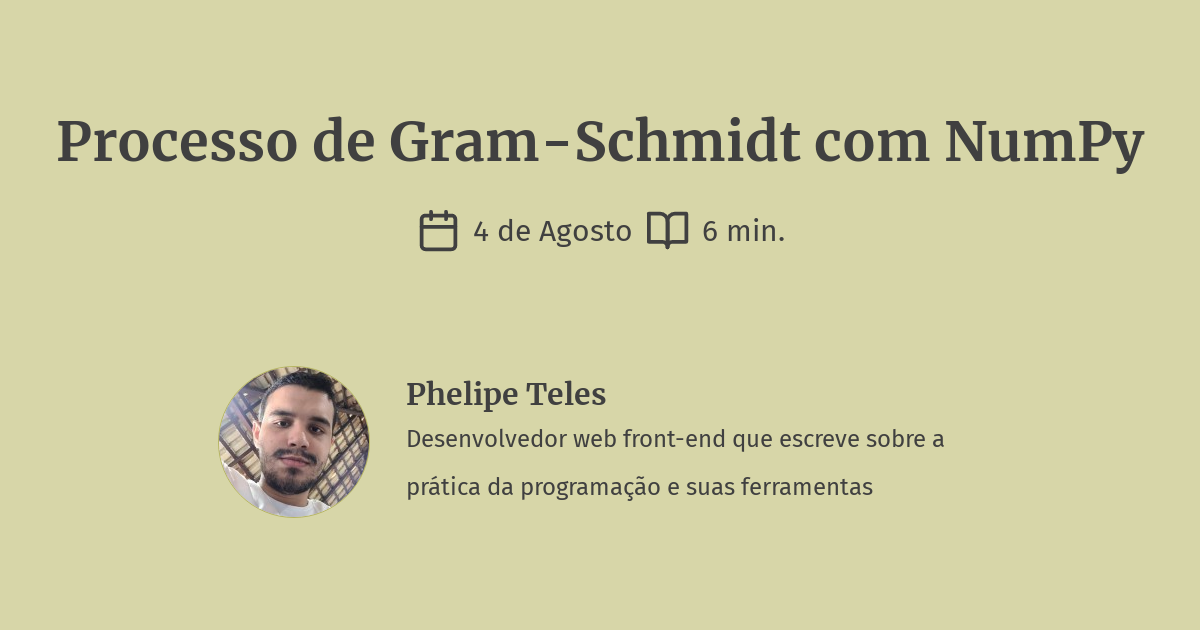 Processo de Gram-Schmidt com NumPy
4 de Agosto 6 min.
Phelipe Teles
Desenvolvedor web front-end que escreve sobre a
prática da programação e suas ferramentas